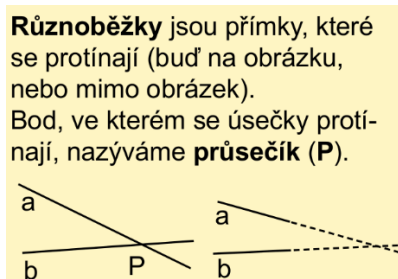 Různoběžky jsou přímky, které
se protínají (buď na obrázku,
nebo mimo obrázek).
Bod, ve kterém se úsečky protí-
nají, nazýváme průsečík (P).
a
a
b
P
b